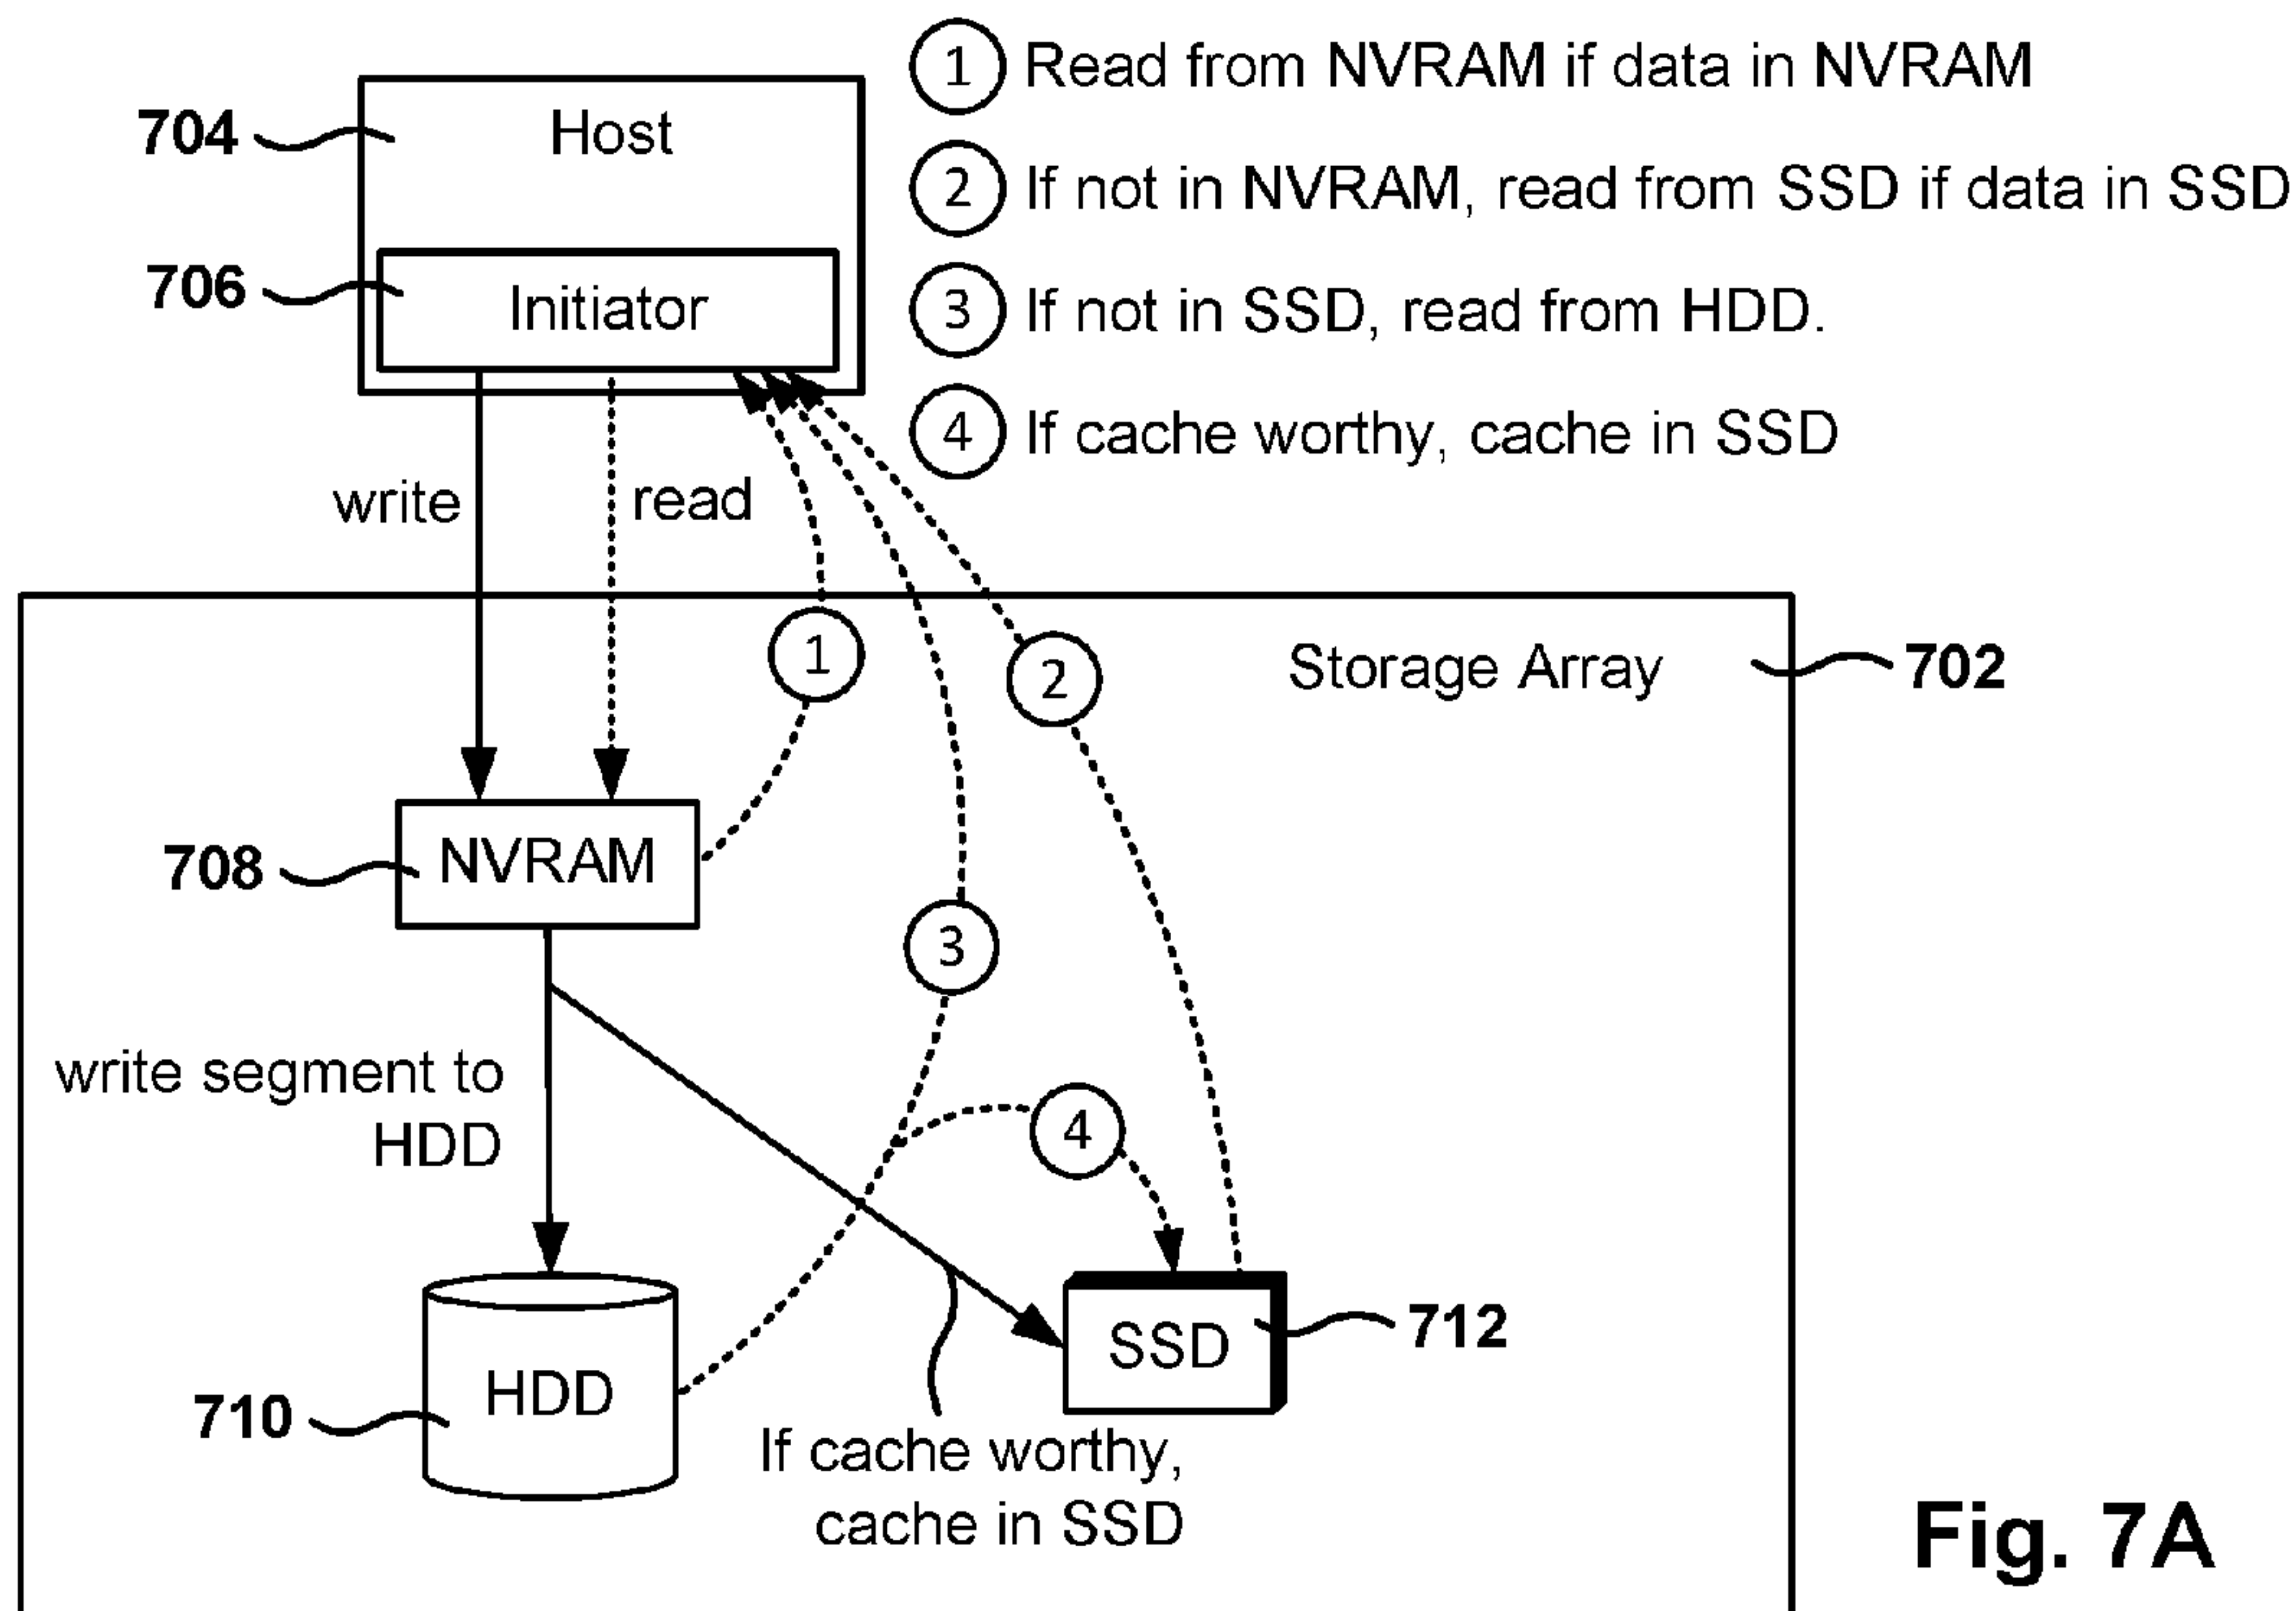 ① Read from NVRAM if data in NVRAM
② If not in NVRAM, read from SSD if data in SSD
③ If not in SSD, read from HDD.
④ If cache worthy, cache in SSD
704
Host
706
Initiator
write
read
1
2
Storage Array
702
708
NVRAM
3
write segment to
HDD
4
710
HDD
SSD
712
If cache worthy,
cache in SSD
Fig. 7A